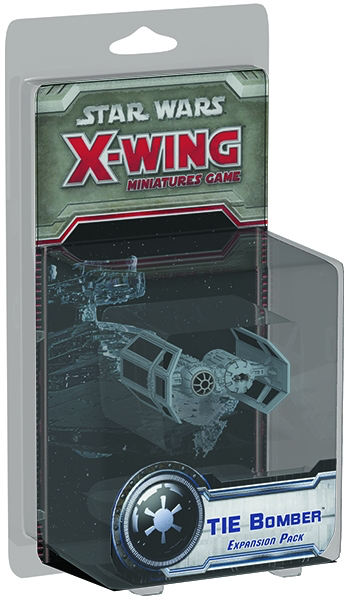 STAR WARS
X-WING
MINIATURES GAME
TIE BOMBER
EXPANSION PACK